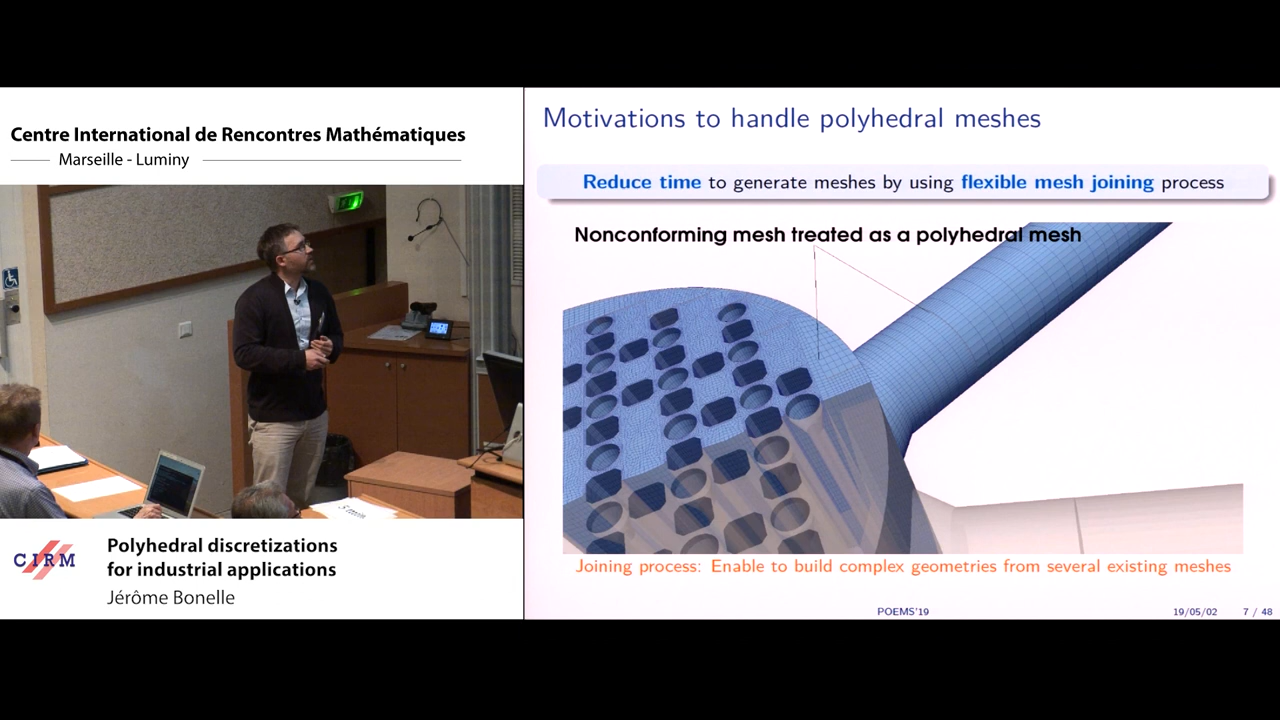 Centre International de Rencontres Mathématiques
Marseille - Luminy
CIRM
Polyhedral discretizations
for industrial applications
Jérôme Bonelle
Motivations to handle polyhedral meshes
Reduce time to generate meshes by using flexible mesh joining process
Nonconforming mesh treated as a polyhedral mesh
Joining process: Enable to build complex geometries from several existing meshes
POEMS'19
19/05/02
7 / 48